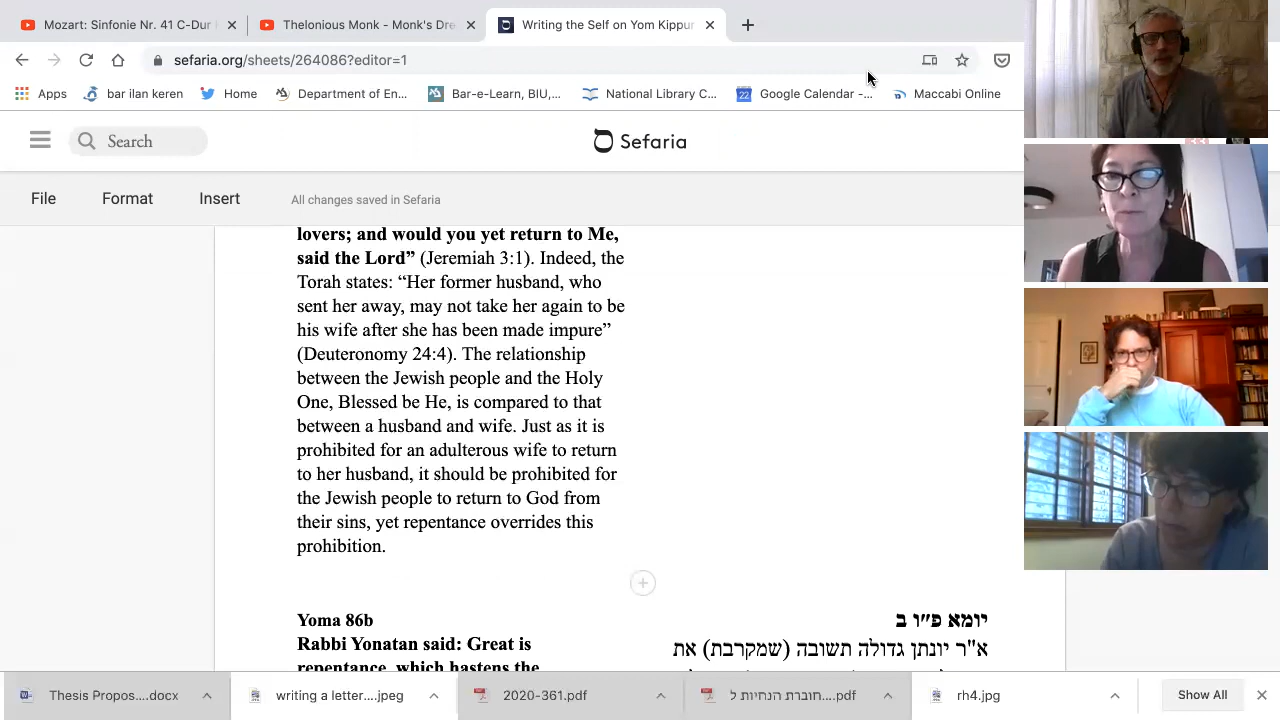 Mozart: Sinfonie Nr. 41 C-Dur
Thelonious Monk - Monk's Dre
Writing the Self on Yom Kippur
sefaria.org/sheets/264086?editor=1
Apps
bar ilan keren
Home
Department of En...
Bar-e-Learn, BIU,...
National Library C...
22
Google Calendar -...
Maccabi Online
Search
Sefaria
File
Format
Insert
All changes saved in Sefaria
lovers; and would you yet return to Me,
said the Lord” (Jeremiah 3:1). Indeed, the
Torah states: “Her former husband, who
sent her away, may not take her again to be
his wife after she has been made impure”
(Deuteronomy 24:4). The relationship
between the Jewish people and the Holy
One, Blessed be He, is compared to that
between a husband and wife. Just as it is
prohibited for an adulterous wife to return
to her husband, it should be prohibited for
the Jewish people to return to God from
their sins, yet repentance overrides this
prohibition.
Yoma 86b
Rabbi Yonatan said: Great is
repentance, which hastens the
יומא פ״ו ב
א"ר יונתן גדולה תשובה (שמקרבת) את
Thesis Propos....docx
writing a letter....jpeg
2020-361.pdf
חוברת הנחיות ל....pdf
rh4.jpg
Show All